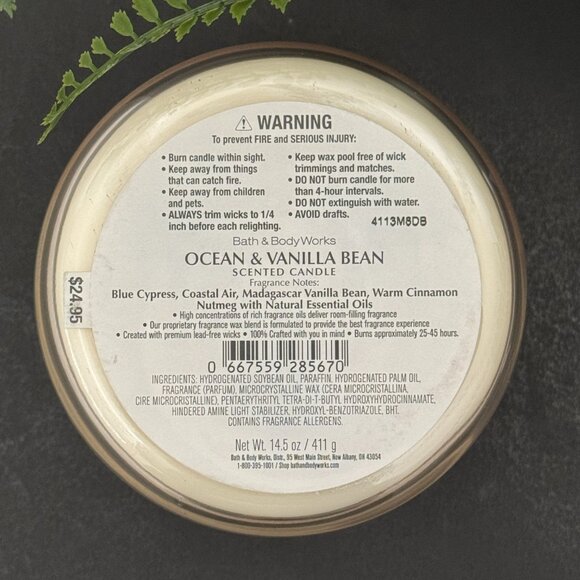 ⚠ WARNING
To prevent FIRE and SERIOUS INJURY:
• Burn candle within sight.
• Keep away from things
that can catch fire.
• Keep away from children
and pets.
• ALWAYS trim wicks to 1/4
inch before each relighting.
• Keep wax pool free of wick
trimmings and matches.
• DO NOT burn candle for more
than 4-hour intervals.
• DO NOT extinguish with water.
• AVOID drafts.
4113M8DB
Bath & Body Works
OCEAN & VANILLA BEAN
SCENTED CANDLE
Fragrance Notes:
Blue Cypress, Coastal Air, Madagascar Vanilla Bean, Warm Cinnamon
Nutmeg with Natural Essential Oils
• High concentrations of rich fragrance oils deliver room-filling fragrance
• Our proprietary fragrance wax blend is formulated to provide the best fragrance experience
• Created with premium lead-free wicks • 100% Crafted with you in mind • Burns approximately 25-45 hours.
0 667559 285670
INGREDIENTS: HYDROGENATED SOYBEAN OIL, PARAFFIN, HYDROGENATED PALM OIL,
FRAGRANCE (PARFUM), MICROCRYSTALLINE WAX (CERA MICROCRISTALLINA,
CIRE MICROCRISTALLINE), PENTAERYTHRITYL TETRA-DI-T-BUTYL HYDROXYHYDROCINNAMATE,
HINDERED AMINE LIGHT STABILIZER, HYDROXYL-BENZOTRIAZOLE, BHT.
CONTAINS FRAGRANCE ALLERGENS.
Net Wt. 14.5 oz / 411 g
Bath & Body Works, Distr., 95 West Main Street, New Albany, OH 43054
1-800-395-1001 / Shop bathandbodyworks.com
$24.95